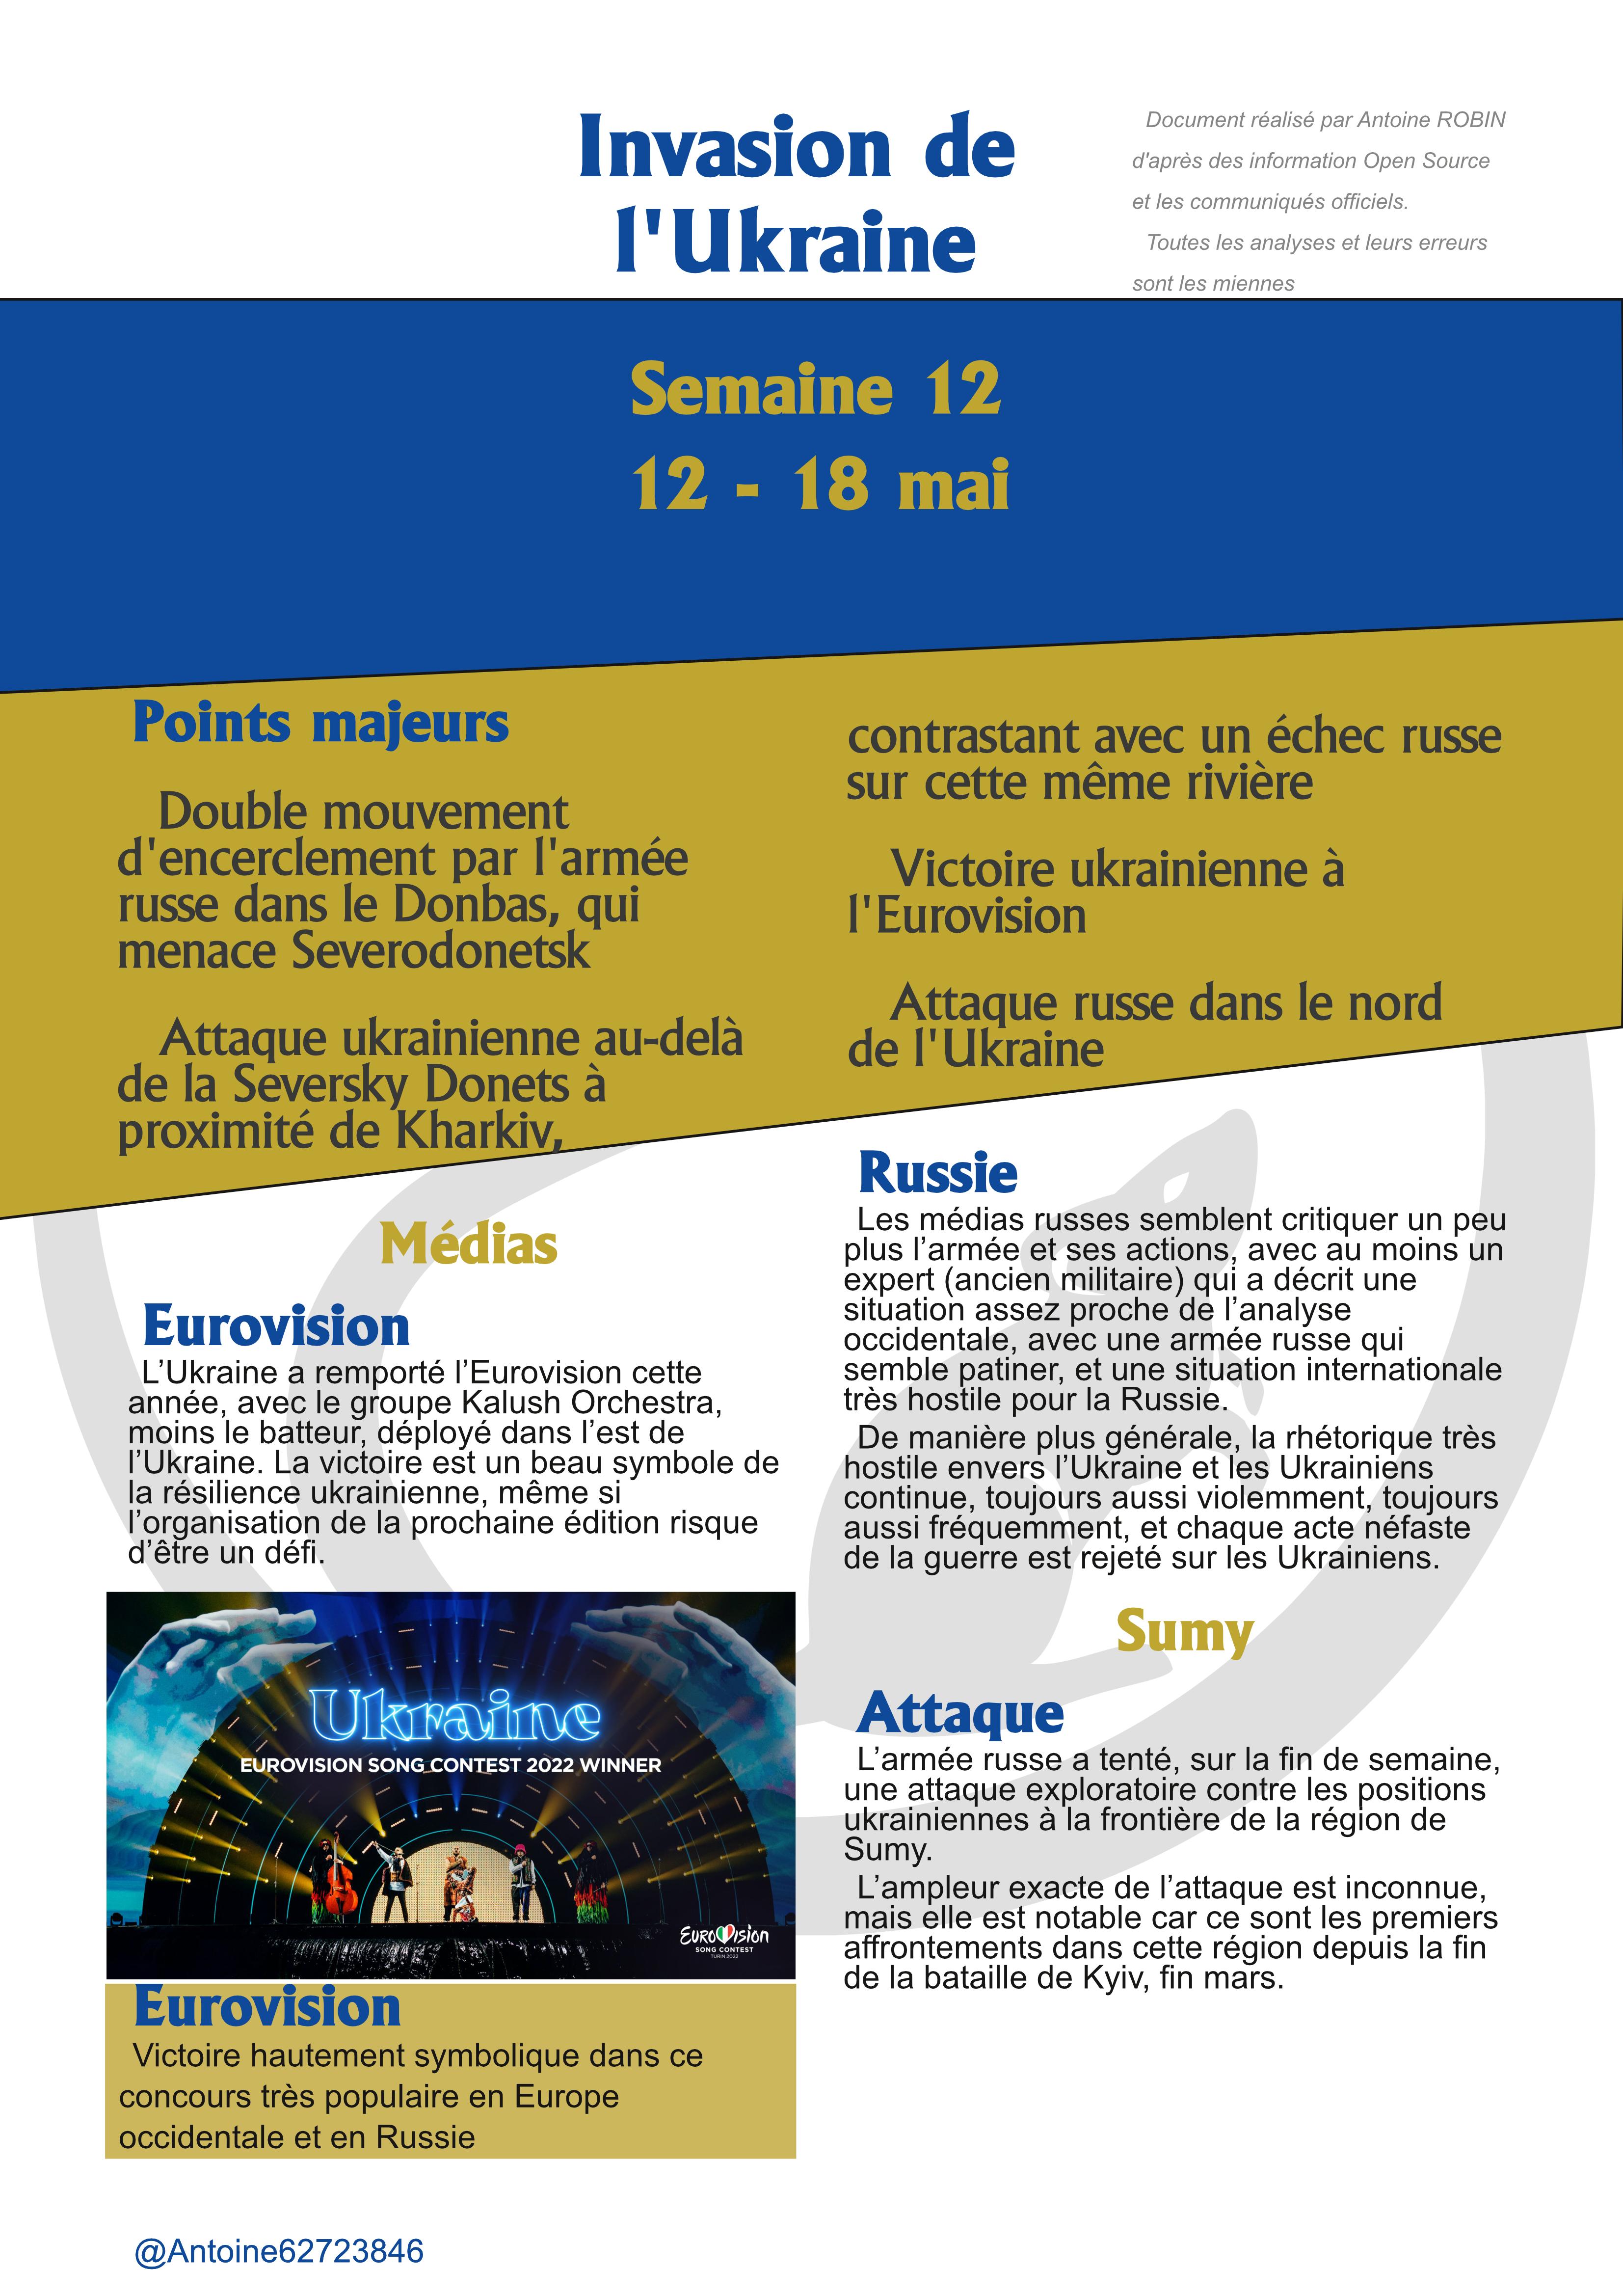 Invasion de
l'Ukraine
Document réalisé par Antoine ROBIN
d'après des information Open Source
et les communiqués officiels.
Toutes les analyses et leurs erreurs
sont les miennes
Semaine 12
12 - 18 mai
Points majeurs
Double mouvement
d'encerclement par l'armée
russe dans le Donbas, qui
menace Severodonetsk
Attaque ukrainienne au-delà
de la Seversky Donets à
proximité de Kharkiv,
contrastant avec un échec russe
sur cette même rivière
Victoire ukrainienne à
l'Eurovision
Attaque russe dans le nord
de l'Ukraine
Médias
Eurovision
L’Ukraine a remporté l’Eurovision cette
année, avec le groupe Kalush Orchestra,
moins le batteur, déployé dans l’est de
l’Ukraine. La victoire est un beau symbole de
la résilience ukrainienne, même si
l’organisation de la prochaine édition risque
d’être un défi.
Ukraine
EUROVISION SONG CONTEST 2022 WINNER
EUROVISION
SONG CONTEST
TURIN 2022
Eurovision
Victoire hautement symbolique dans ce
concours très populaire en Europe
occidentale et en Russie
Russie
Les médias russes semblent critiquer un peu
plus l’armée et ses actions, avec au moins un
expert (ancien militaire) qui a décrit une
situation assez proche de l’analyse
occidentale, avec une armée russe qui
semble patiner, et une situation internationale
très hostile pour la Russie.
De manière plus générale, la rhétorique très
hostile envers l’Ukraine et les Ukrainiens
continue, toujours aussi violemment, toujours
aussi fréquemment, et chaque acte néfaste
de la guerre est rejeté sur les Ukrainiens.
Sumy
Attaque
L’armée russe a tenté, sur la fin de semaine,
une attaque exploratoire contre les positions
ukrainiennes à la frontière de la région de
Sumy.
L’ampleur exacte de l’attaque est inconnue,
mais elle est notable car ce sont les premiers
affrontements dans cette région depuis la fin
de la bataille de Kyiv, fin mars.
@Antoine62723846